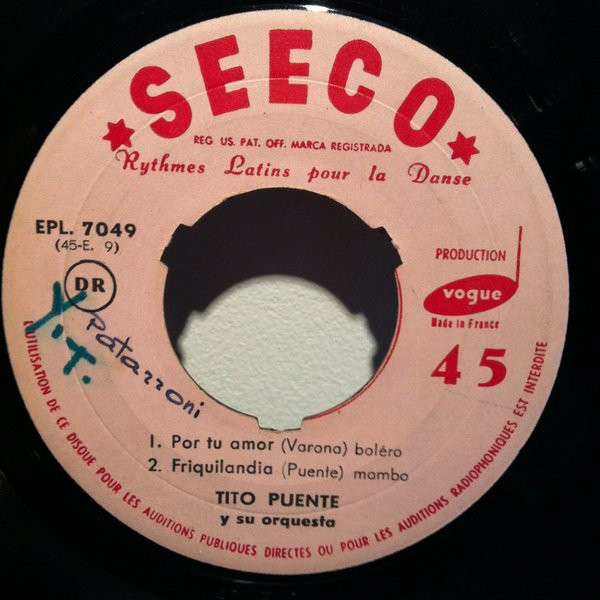 SEECO
REG. US. PAT. OFF. MARCA REGISTRADA
Rythmes Latins pour la Danse
EPL. 7049
(45-E. 9)
DR
PRODUCTION
vogue
Made in France
45
Y.T.
Patazzoni
1. Por tu amor (Varona) boléro
2. Friquilandia (Puente) mambo
TITO PUENTE
y su orquesta
L'UTILISATION DE CE DISQUE POUR LES AUDITIONS PUBLIQUES DIRECTES OU POUR LES AUDITIONS RADIOPHONIQUES EST INTERDITE